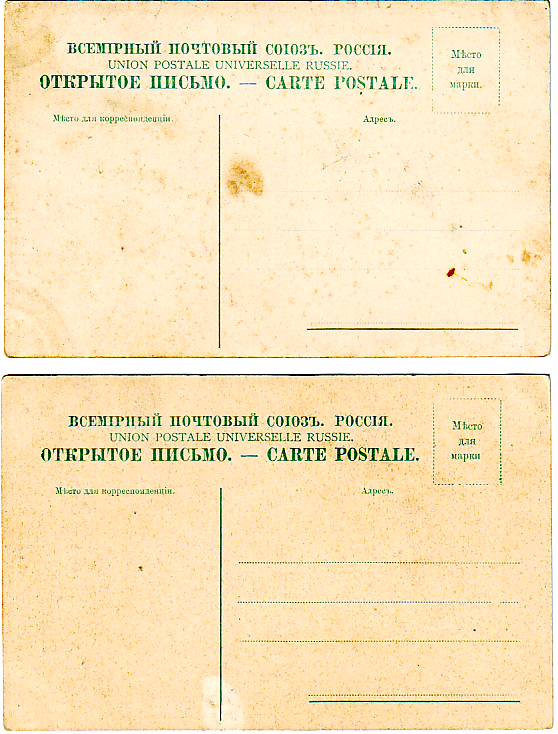 ВСЕМІРНЫЙ ПОЧТОВЫЙ СОЮЗЪ. РОССІЯ.
UNION POSTALE UNIVERSELLE RUSSIE.
ОТКРЫТОЕ ПИСЬМО. — CARTE POSTALE.
Мѣсто
для
марки.
Мѣсто для корреспонденціи.
Адресъ.
ВСЕМІРНЫЙ ПОЧТОВЫЙ СОЮЗЪ. РОССІЯ.
UNION POSTALE UNIVERSELLE RUSSIE.
ОТКРЫТОЕ ПИСЬМО. — CARTE POSTALE.
Мѣсто
для
марки
Мѣсто для корреспонденціи.
Адресъ.